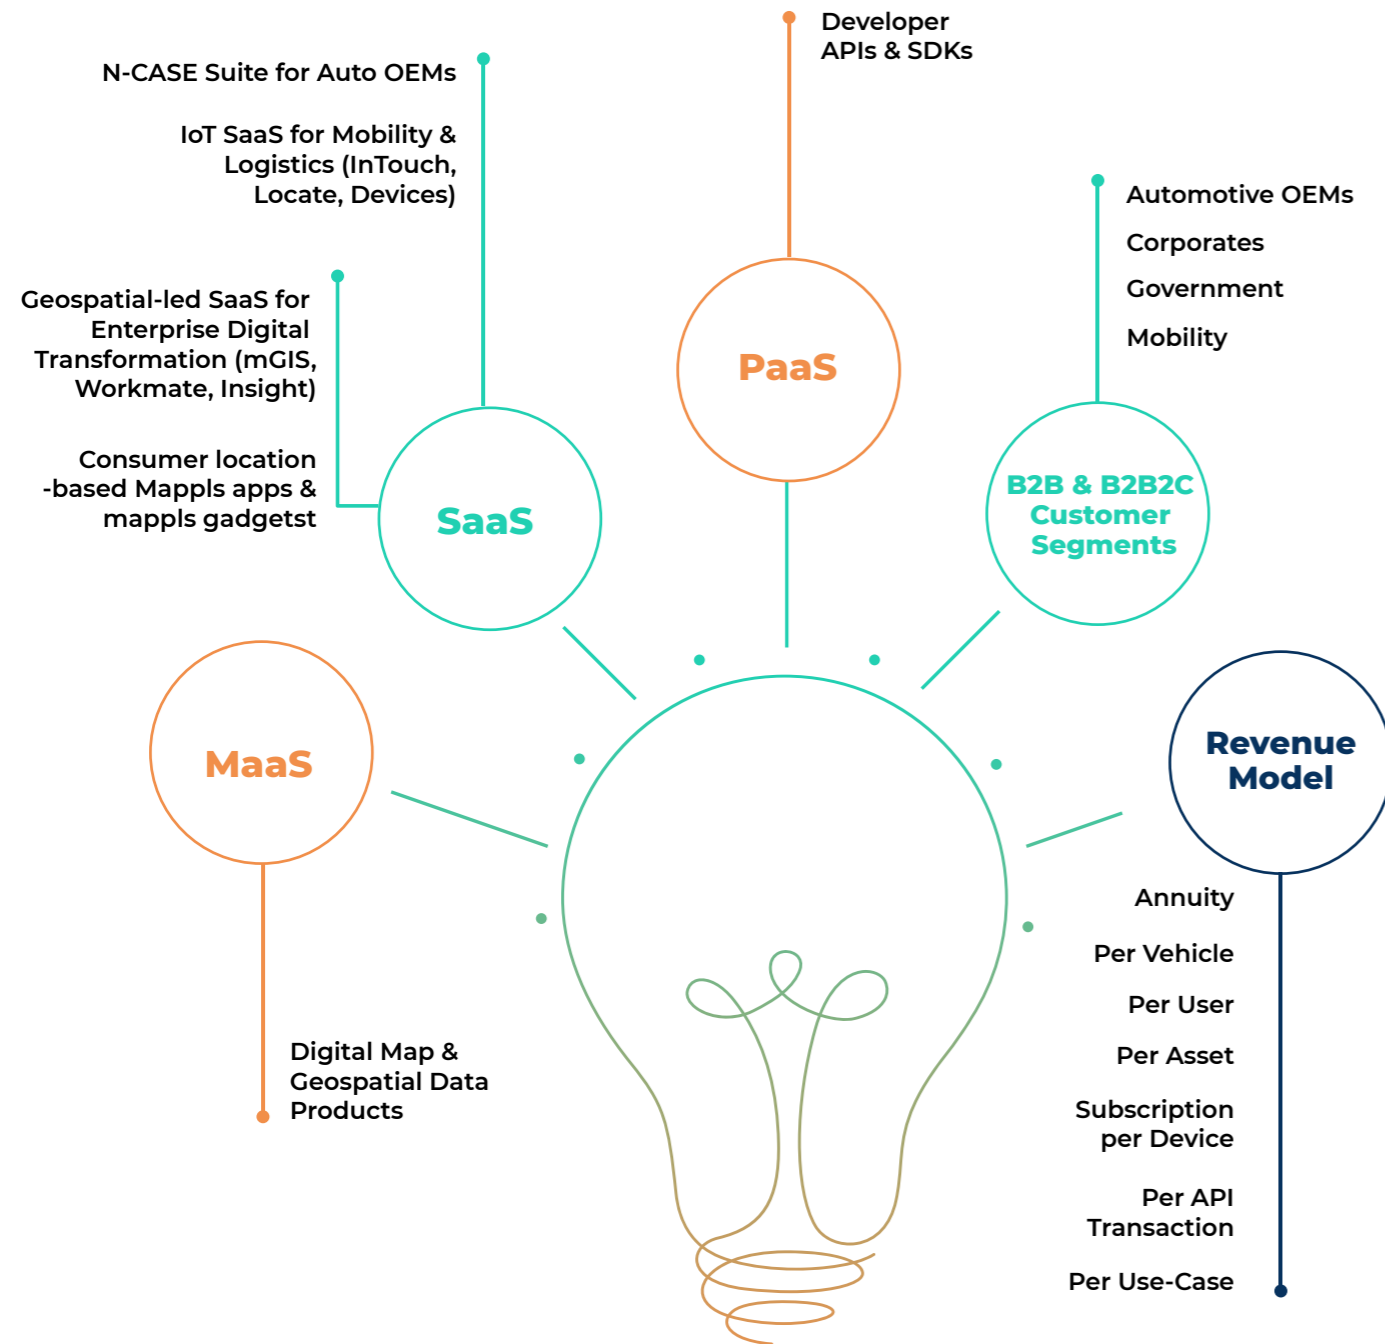 Developer
APIs & SDKs
N-CASE Suite for Auto OEMs
IoT SaaS for Mobility &
Logistics (InTouch,
Locate, Devices)
Geospatial-led SaaS for
Enterprise Digital
Transformation (mGIS,
Workmate, Insight)
Consumer location
-based Mappls apps &
mappls gadgetst
SaaS
PaaS
Automotive OEMs
Corporates
Government
Mobility
B2B & B2B2C
Customer
Segments
MaaS
Digital Map &
Geospatial Data
Products
Revenue
Model
Annuity
Per Vehicle
Per User
Per Asset
Subscription
per Device
Per API
Transaction
Per Use-Case